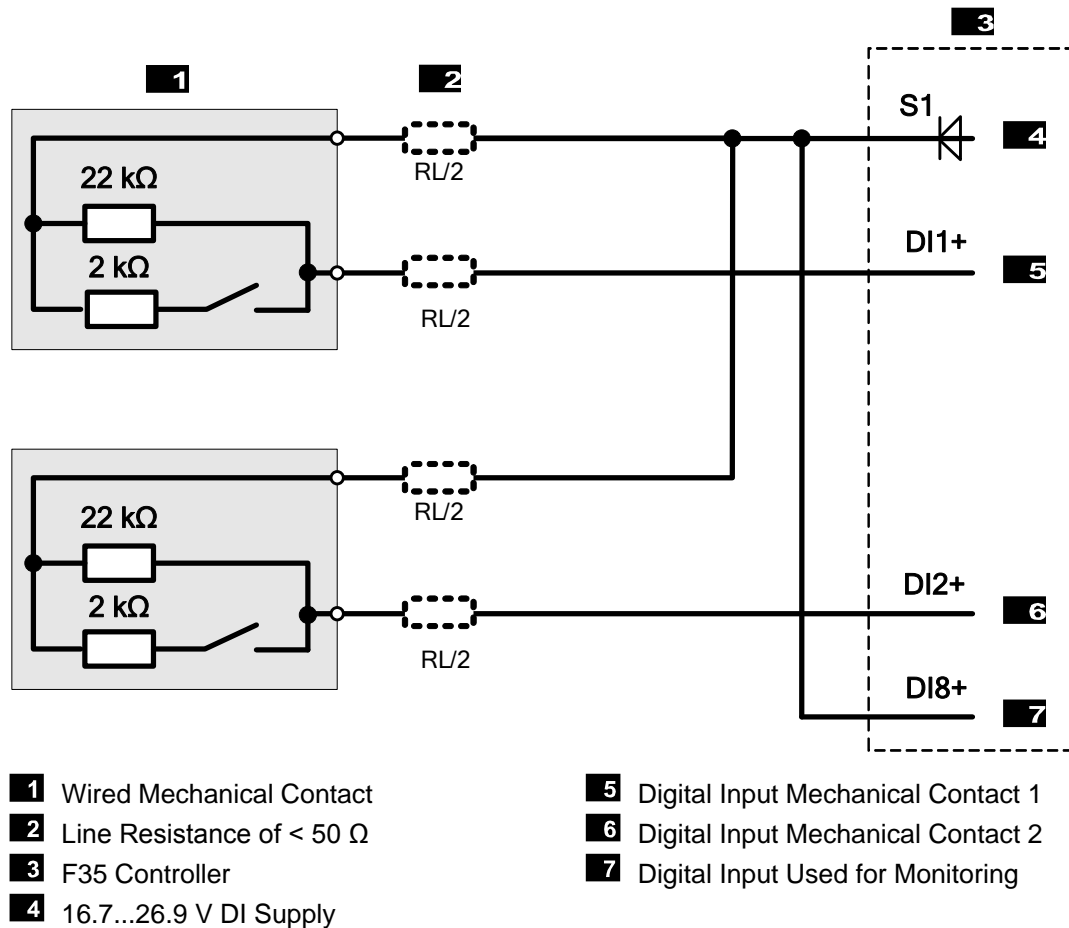 3
1
2
S1
4
RL/2
22 kΩ
DI1+
2 kΩ
5
RL/2
RL/2
22 kΩ
DI2+
2 kΩ
6
RL/2
DI8+
7
1 Wired Mechanical Contact
2 Line Resistance of < 50 Ω
3 F35 Controller
4 16.7...26.9 V DI Supply
5 Digital Input Mechanical Contact 1
6 Digital Input Mechanical Contact 2
7 Digital Input Used for Monitoring